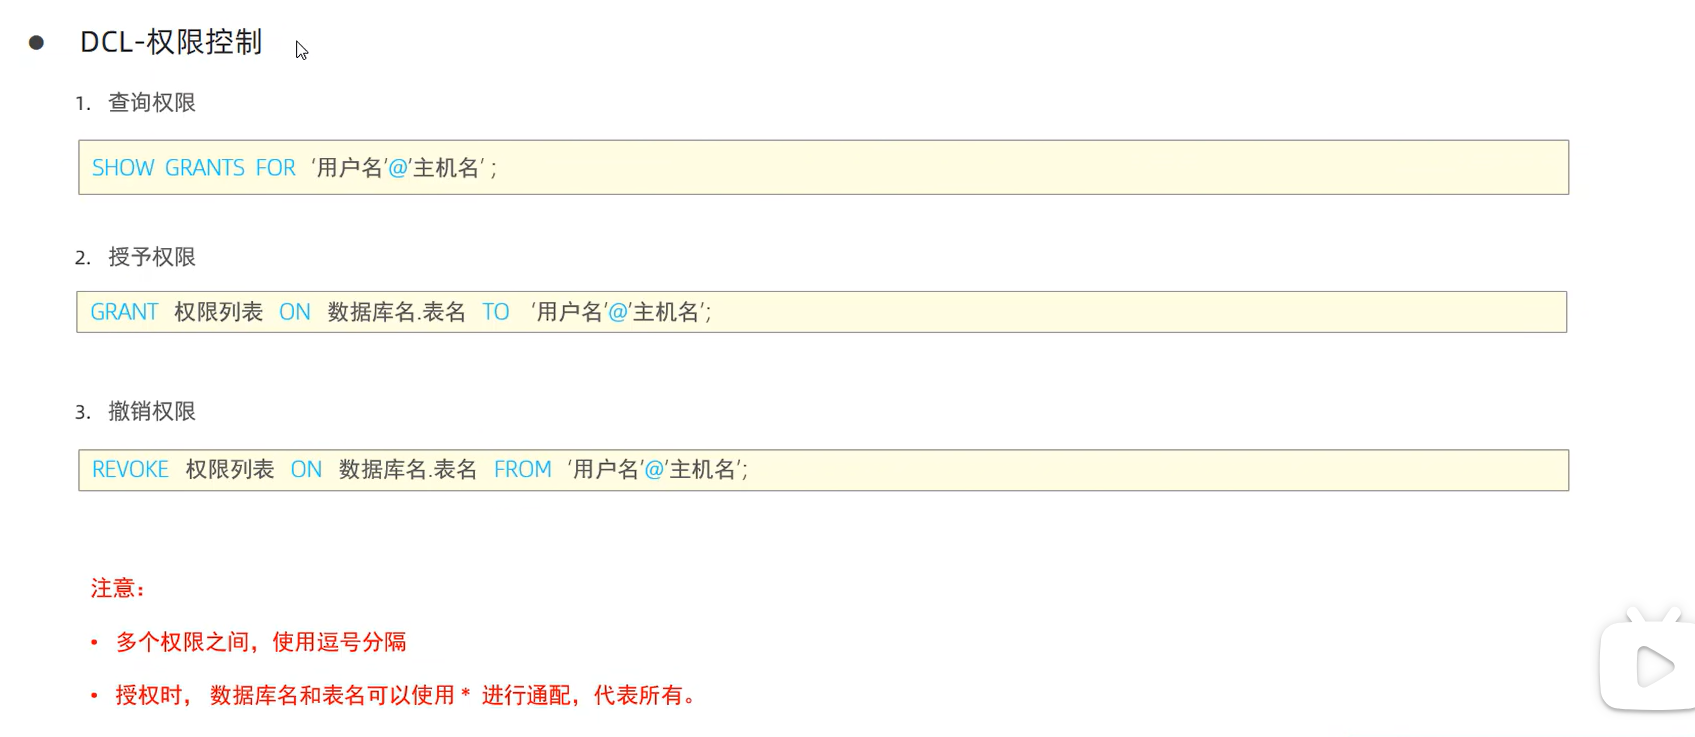 ● DCL-权限控制
1. 查询权限
SHOW GRANTS FOR '用户名'@'主机名' ;
2. 授予权限
GRANT 权限列表 ON 数据库名.表名 TO '用户名'@'主机名';
3. 撤销权限
REVOKE 权限列表 ON 数据库名.表名 FROM '用户名'@'主机名';
注意：
• 多个权限之间，使用逗号分隔
• 授权时， 数据库名和表名可以使用 * 进行通配，代表所有。